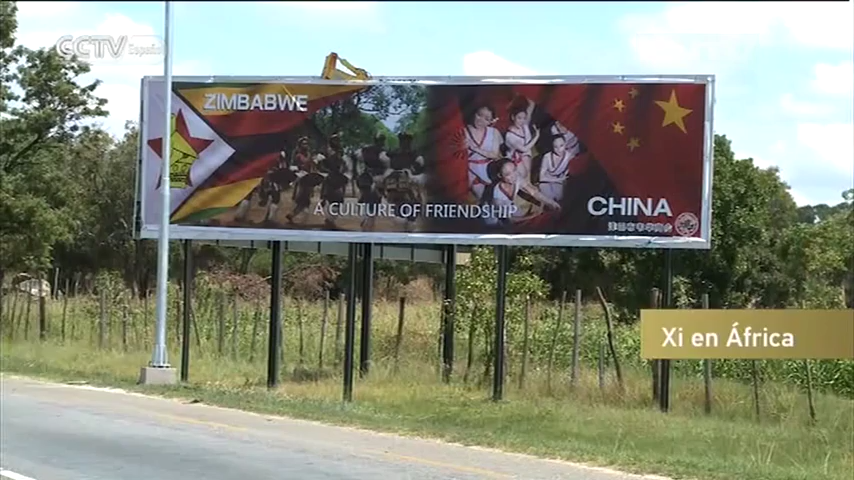 CCTV Español
ZIMBABWE
A CULTURE OF FRIENDSHIP
CHINA
Xi en África